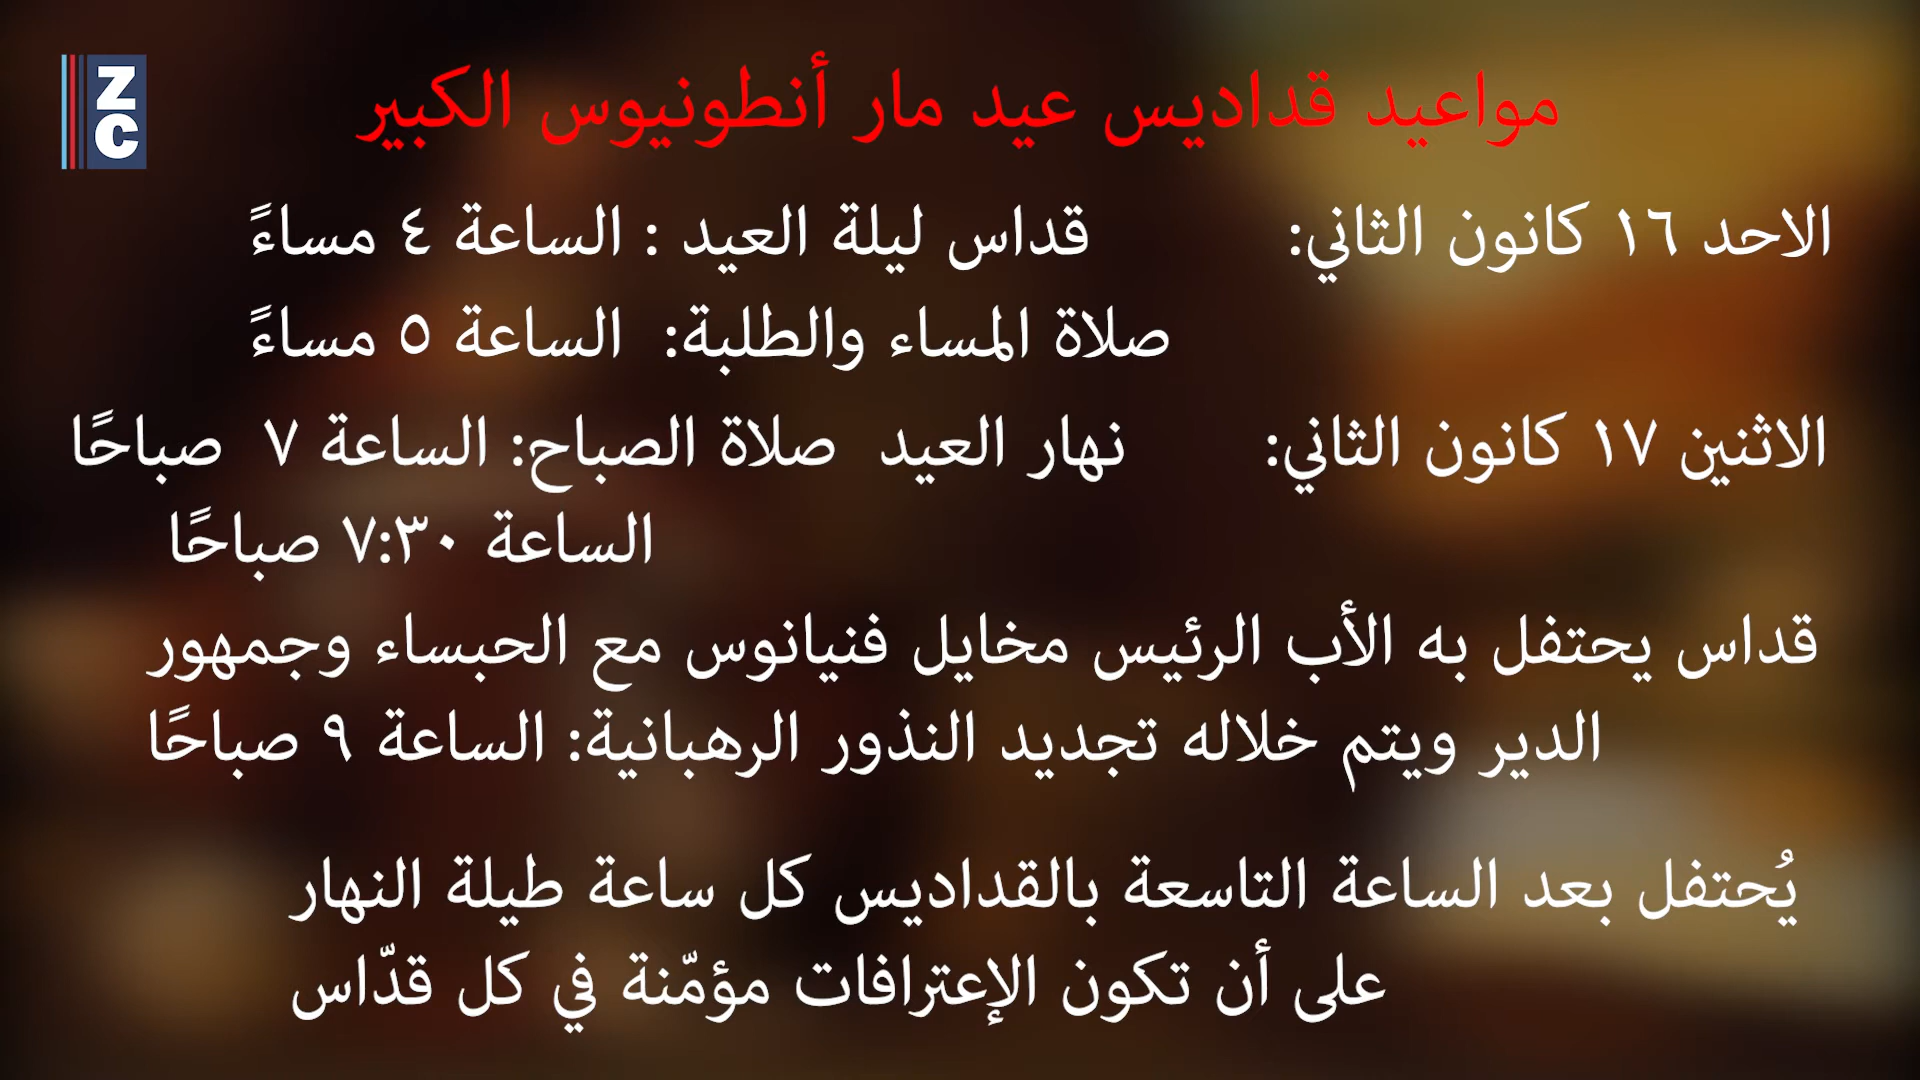 ZC
مواعيد قداديس عيد مار أنطونيوس الكبير
الاحد ١٦ كانون الثاني: قداس ليلة العيد : الساعة ٤ مساءً
صلاة المساء والطلبة: الساعة ٥ مساءً
الاثنين ١٧ كانون الثاني: نهار العيد صلاة الصباح: الساعة ٧ صباحًا
الساعة ٧:٣٠ صباحًا
قداس يحتفل به الأب الرئيس مخايل فنيانوس مع الحبساء وجمهور
الدير ويتم خلاله تجديد النذور الرهبانية: الساعة ٩ صباحًا
يُحتفل بعد الساعة التاسعة بالقداديس كل ساعة طيلة النهار
على أن تكون الإعترافات مؤمّنة في كل قدّاس